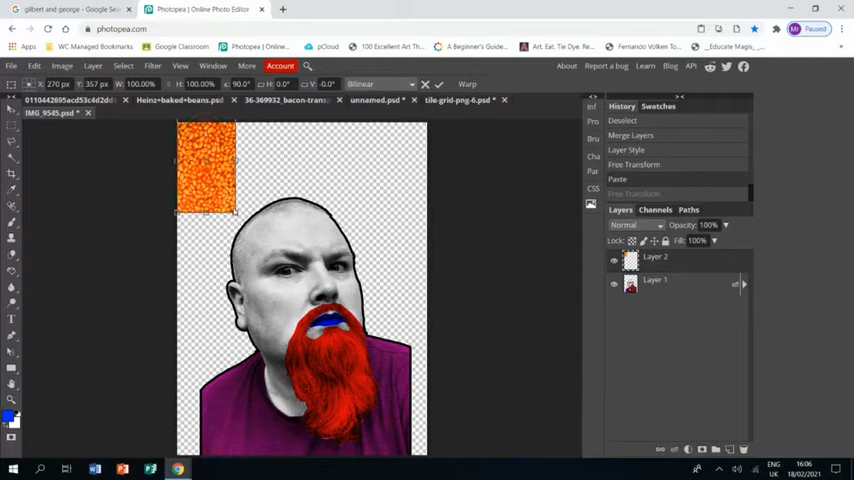 gilbert and george - Google Sea
Photopea | Online Photo Editor
photopea.com
Paused
Apps
WC Managed Bookmarks
Google Classroom
Photopea | Online...
pCloud
100 Excellent Art Th...
A Beginner's Guide...
Art. Eat. Tie Dye. Re...
Fernando Volken To...
__Educate Magis,...
File Edit Image Layer Select Filter View Window More Account
About Report a bug Learn Blog API
X: 270 px Y: 357 px W: 100.00% H: 100.00% 90.0° H: 0.0° V: -0.0° Bilinear Warp
0110442695acd53c4d2dd
Heinz+baked+beans.psd
36-369932_bacon-trans
unnamed.psd *
tile-grid-png-6.psd *
IMG_9545.psd *
Inf
Pro
Bru
Cha
Par
CSS
History Swatches
Deselect
Merge Layers
Layer Style
Free Transform
Paste
Free Transform
Layers Channels Paths
Normal Opacity: 100%
Lock: Fill: 100%
Layer 2
Layer 1
eff
eff
ENG
UK
16:06
18/02/2021